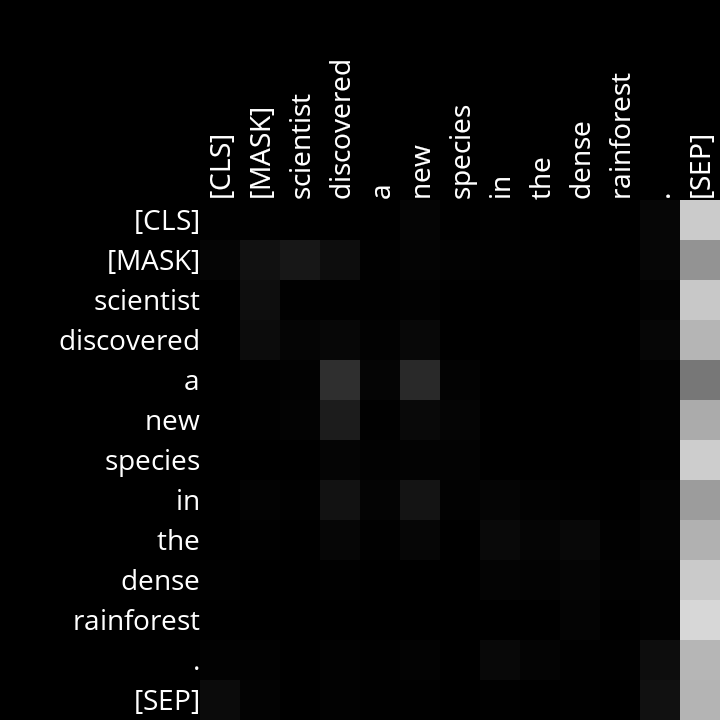 [CLS]
[MASK]
scientist
discovered
a
new
species
in
the
dense
rainforest
.
[SEP]
[CLS]
[MASK]
scientist
discovered
a
new
species
in
the
dense
rainforest
.
[SEP]